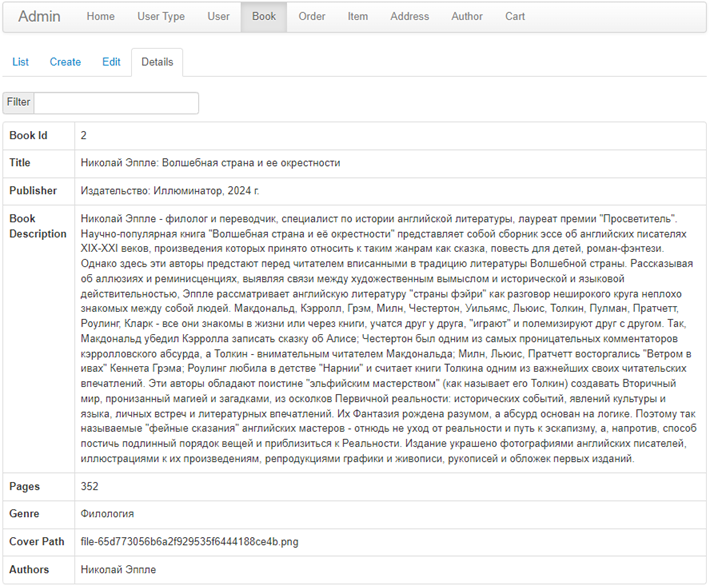 Admin Home User Type User Book Order Item Address Author Cart
List Create Edit Details
Filter
Book Id 2
Title Николай Эппле: Волшебная страна и ее окрестности
Publisher Издательство: Иллюминатор, 2024 г.
Book Description Николай Эппле - филолог и переводчик, специалист по истории английской литературы, лауреат премии "Просветитель".
Научно-популярная книга "Волшебная страна и её окрестности" представляет собой сборник эссе об английских писателях
XIX-XXI веков, произведения которых принято относить к таким жанрам как сказка, повесть для детей, роман-фэнтези.
Однако здесь эти авторы предстают перед читателем вписанными в традицию литературы Волшебной страны. Рассказывая
об аллюзиях и реминисценциях, выявляя связи между художественным вымыслом и исторической и языковой
действительностью, Эппле рассматривает английскую литературу "страны фэйри" как разговор неширокого круга неплохо
знакомых между собой людей. Макдональд, Кэрролл, Грэм, Милн, Честертон, Уильямс, Льюис, Толкин, Пулман, Пратчетт,
Роулинг, Кларк - все они знакомы в жизни или через книги, учатся друг у друга, "играют" и полемизируют друг с другом. Так,
Макдональд убедил Кэрролла записать сказку об Алисе; Честертон был одним из самых проницательных комментаторов
кэрролловского абсурда, а Толкин - внимательным читателем Макдональда; Милн, Льюис, Пратчетт восторгались "Ветром в
ивах" Кеннета Грэма; Роулинг любила в детстве "Нарнии" и считает книги Толкина одним из важнейших своих читательских
впечатлений. Эти авторы обладают поистине "эльфийским мастерством" (как называет его Толкин) создавать Вторичный
мир, пронизанный магией и загадками, из осколков Первичной реальности: исторических событий, явлений культуры и
языка, личных встреч и литературных впечатлений. Их Фантазия рождена разумом, а абсурд основан на логике. Поэтому так
называемые "фейные сказания" английских мастеров - отнюдь не уход от реальности и путь к эскапизму, а, напротив, способ
постичь подлинный порядок вещей и приблизиться к Реальности. Издание украшено фотографиями английских писателей,
иллюстрациями к их произведениям, репродукциями графики и живописи, рукописей и обложек первых изданий.
Pages 352
Genre Филология
Cover Path file-65d773056b6a2f929535f6444188ce4b.png
Authors Николай Эппле